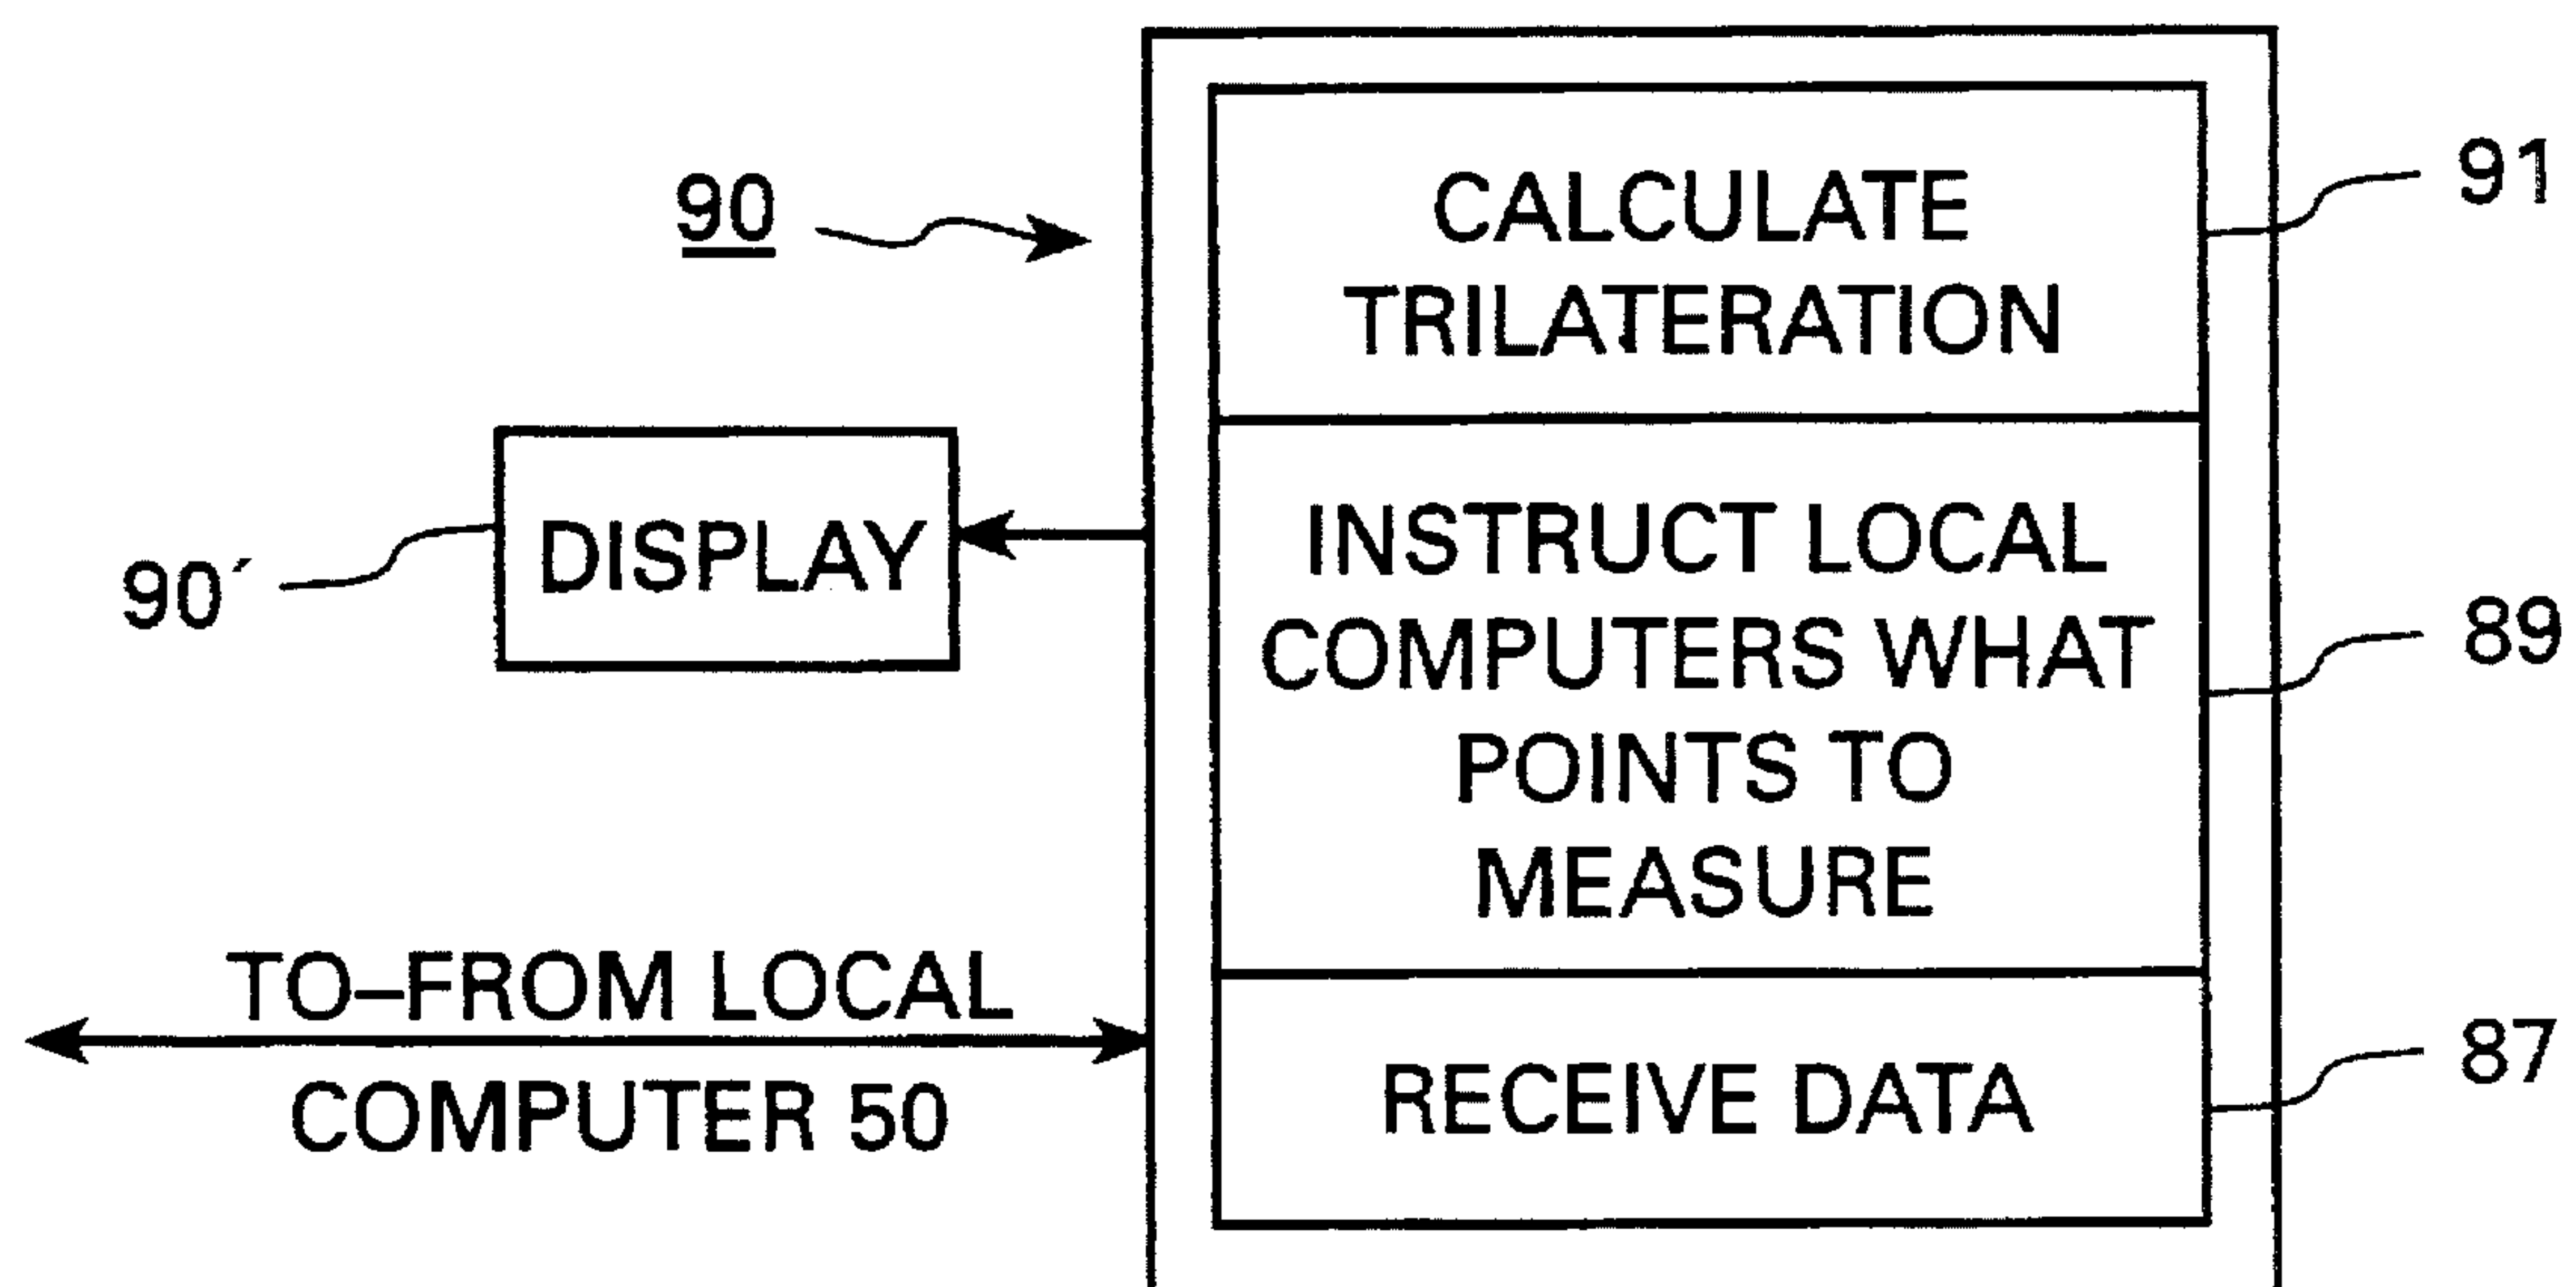 90
CALCULATE
TRILATERATION
91
DISPLAY
90′
INSTRUCT LOCAL
COMPUTERS WHAT
POINTS TO
MEASURE
89
TO–FROM LOCAL
COMPUTER 50
RECEIVE DATA
87